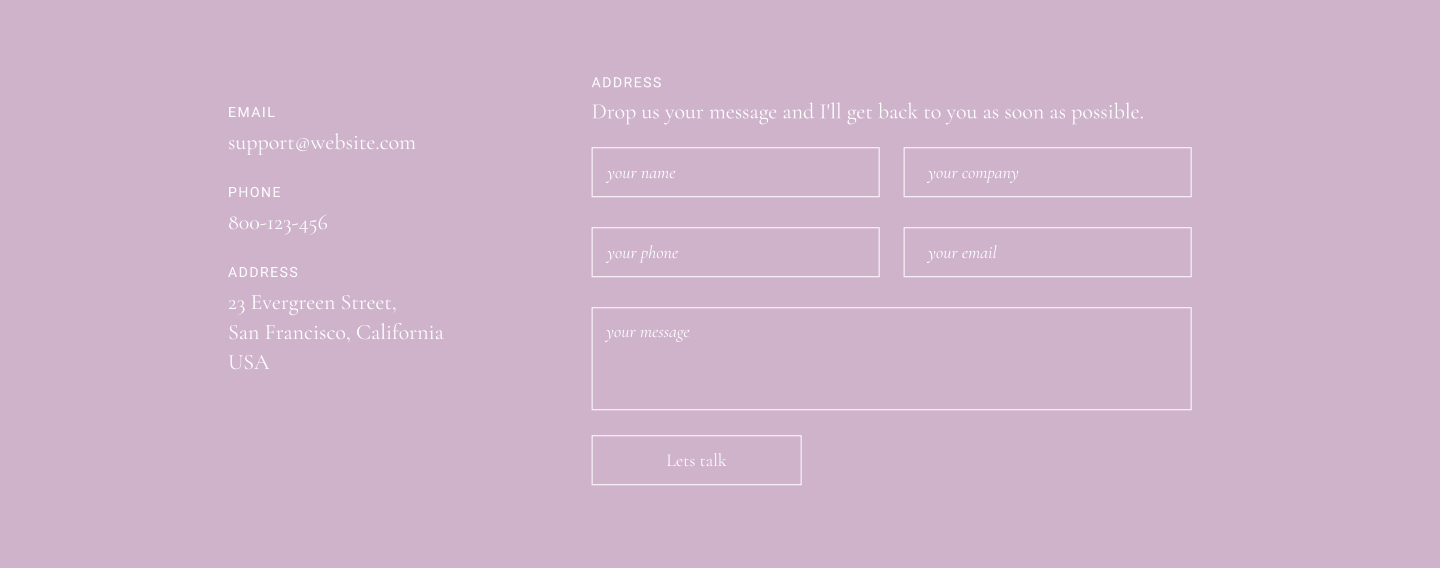 EMAIL
support@website.com
PHONE
800-123-456
ADDRESS
23 Evergreen Street,
San Francisco, California
USA
ADDRESS
Drop us your message and I'll get back to you as soon as possible.
your name
your company
your phone
your email
your message
Lets talk